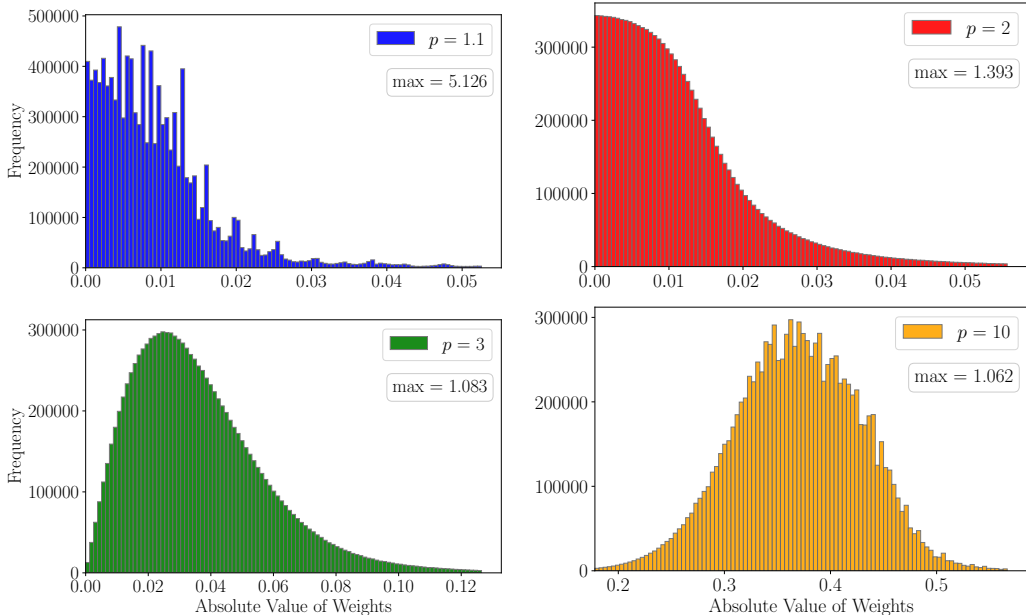 500000
400000
300000
200000
100000
0
Frequency
p = 1.1
max = 5.126
0.00 0.01 0.02 0.03 0.04 0.05
300000
200000
100000
0
p = 2
max = 1.393
0.00 0.01 0.02 0.03 0.04 0.05
300000
200000
100000
0
Frequency
p = 3
max = 1.083
0.00 0.02 0.04 0.06 0.08 0.10 0.12
Absolute Value of Weights
300000
200000
100000
0
p = 10
max = 1.062
0.2 0.3 0.4 0.5
Absolute Value of Weights